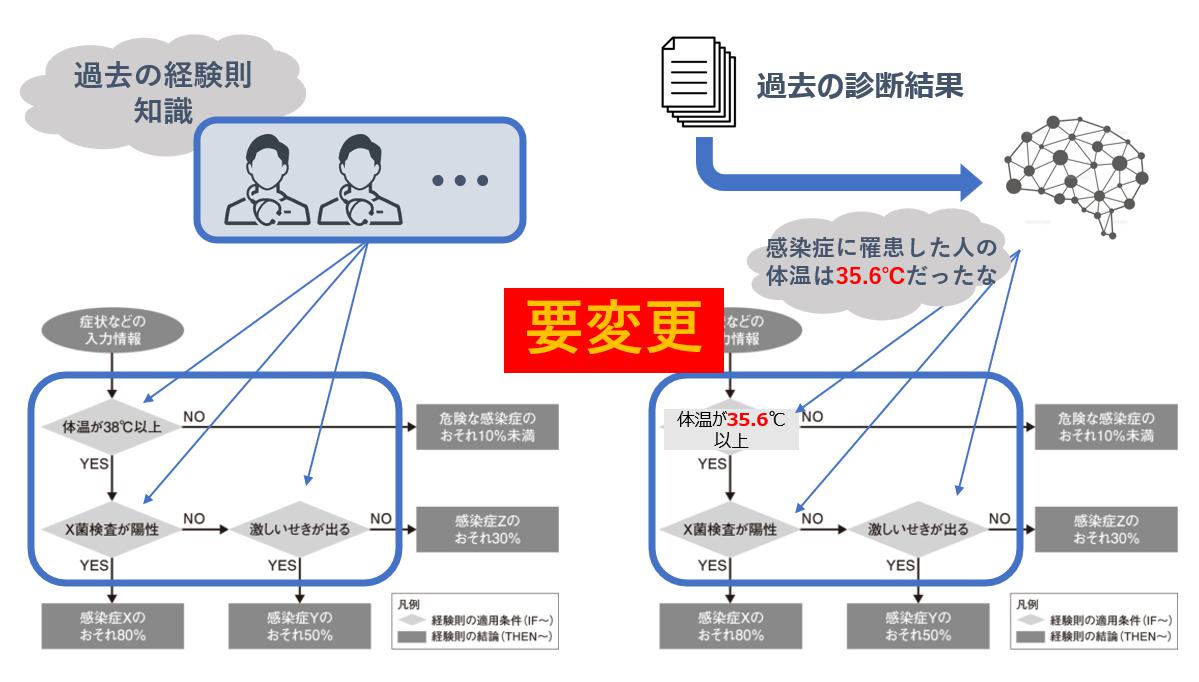 過去の経験則
知識
症状などの
入力情報
体温が38℃以上
NO
危険な感染症の
おそれ10%未満
YES
X菌検査が陽性
NO
激しいせきが出る
NO
感染症Zの
おそれ30%
YES
YES
感染症Xの
おそれ80%
感染症Yの
おそれ50%
凡例
経験則の適用条件(IF～)
経験則の結論(THEN～)
要変更
過去の診断結果
感染症に罹患した人の
体温は35.6℃だったな
などの
力情報
体温が35.6℃
以上
NO
危険な感染症の
おそれ10%未満
YES
X菌検査が陽性
NO
激しいせきが出る
NO
感染症Zの
おそれ30%
YES
YES
感染症Xの
おそれ80%
感染症Yの
おそれ50%
凡例
経験則の適用条件(IF～)
経験則の結論(THEN～)